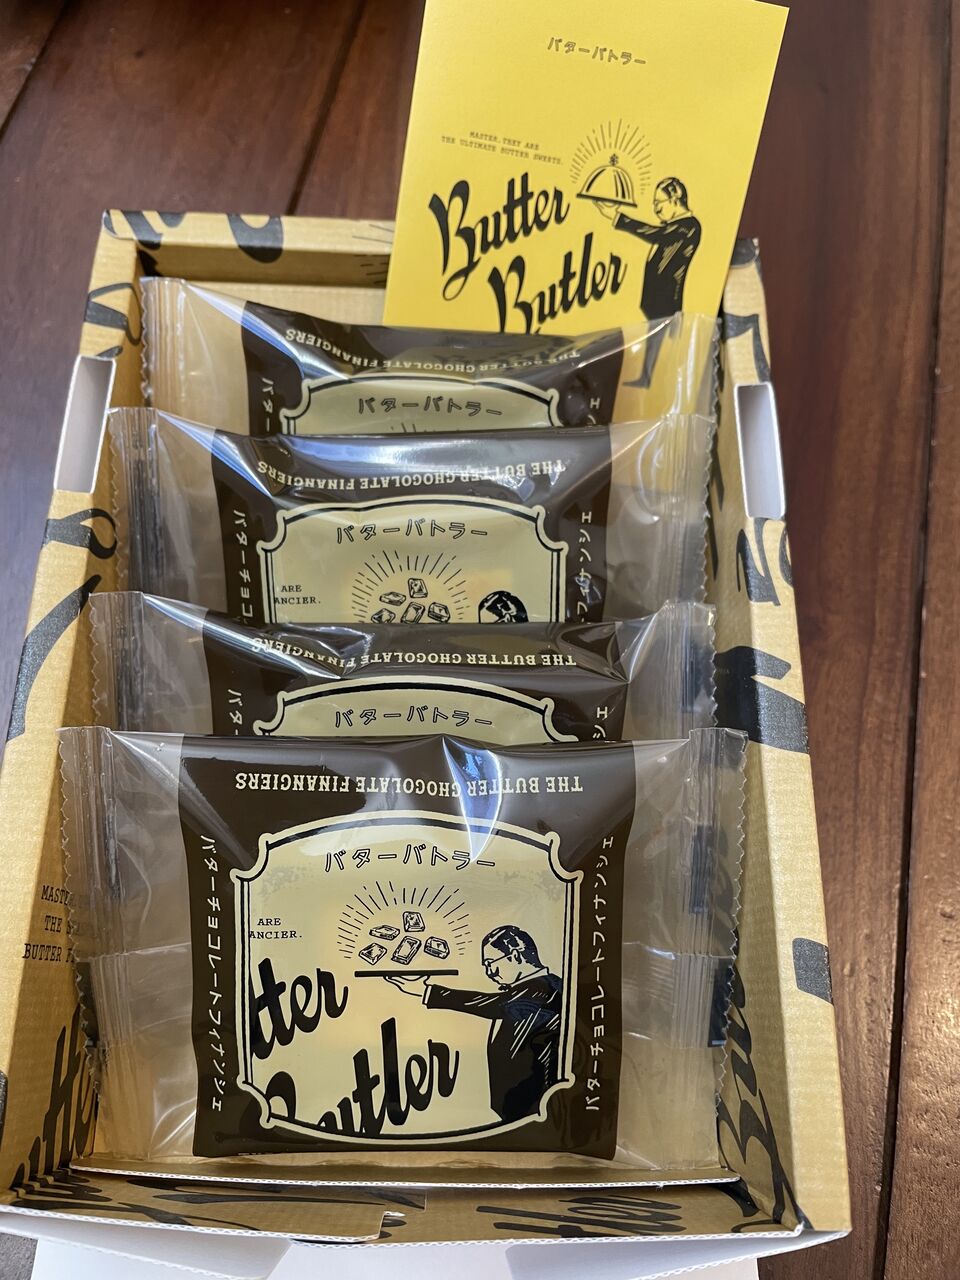 バターバトラー
MASTER, THEY ARE
THE ULTIMATE BUTTER SWEETS.
Butter
Butler
THE BUTTER CHOCOLATE FINANCIERS
バターバトラー
バター
THE BUTTER CHOCOLATE FINANCIERS
バターバトラー
バターチョコ
フィナンシェ
ARE
ANCIER.
THE BUTTER CHOCOLATE FINANCIERS
バターバトラー
THE BUTTER CHOCOLATE FINANCIERS
バターバトラー
バターチョコレートフィナンシェ
バターチョコレートフィナンシェ
ARE
ANCIER.
tter
Butler
THE
BUTTER